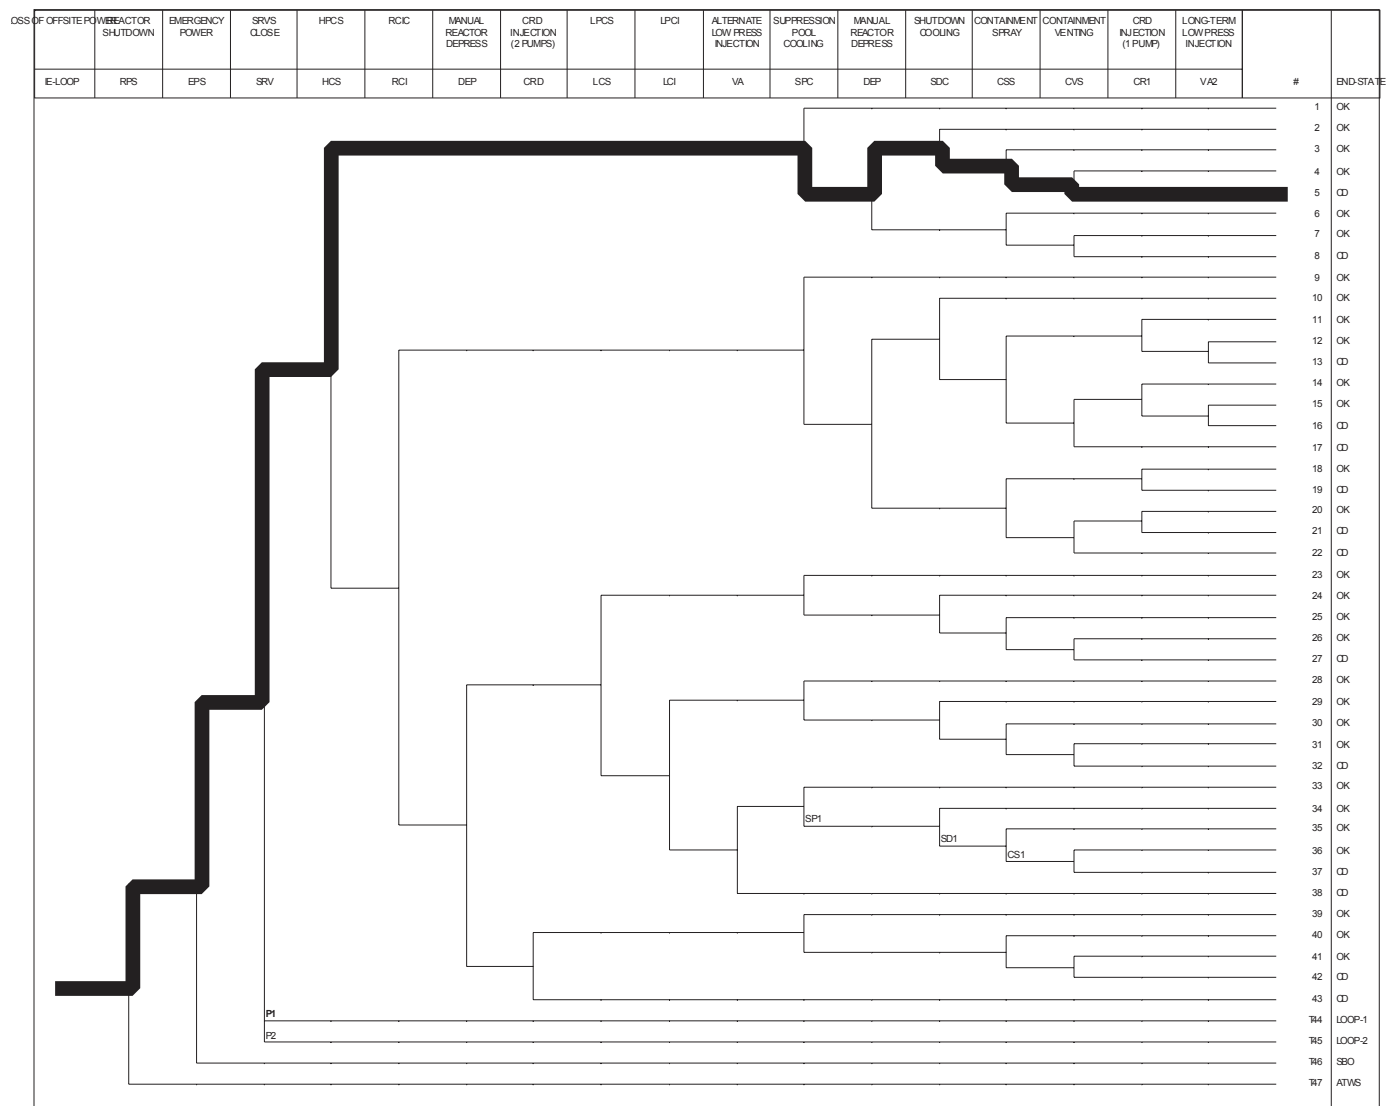 OSS OF OFFSITE POWER REACTOR EMERGENCY SRVS HPCS RCIC MANUAL CRD LPCS LPCI ALTERNATE SUPPRESSION MANUAL SHUTDOWN CONTAINMENT CONTAINMENT CRD LONG-TERM
SHUTDOWN POWER CLOSE REACTOR INJECTION LOW PRESS POOL REACTOR COOLING SPRAY VENTING INJECTION LOW PRESS
DEPRESS (2 PUMPS) INJECTION COOLING DEPRESS (1 PUMP) INJECTION
IE-LOOP RPS EPS SRV HCS RCI DEP CRD LCS LCI VA SPC DEP SDC CSS CVS CR1 VA2 # END-STATE
1 OK
2 OK
3 OK
4 OK
5 CD
6 OK
7 OK
8 CD
9 OK
10 OK
11 OK
12 OK
13 CD
14 OK
15 OK
16 CD
17 CD
18 OK
19 CD
20 OK
21 CD
22 CD
23 OK
24 OK
25 OK
26 OK
27 CD
28 OK
29 OK
30 OK
31 OK
32 CD
33 OK
34 OK
SP1
35 OK
SD1
36 OK
CS1
37 CD
38 CD
39 OK
40 OK
41 OK
42 CD
43 CD
P1
T44 LOOP-1
P2
T45 LOOP-2
T46 SBO
T47 ATWS